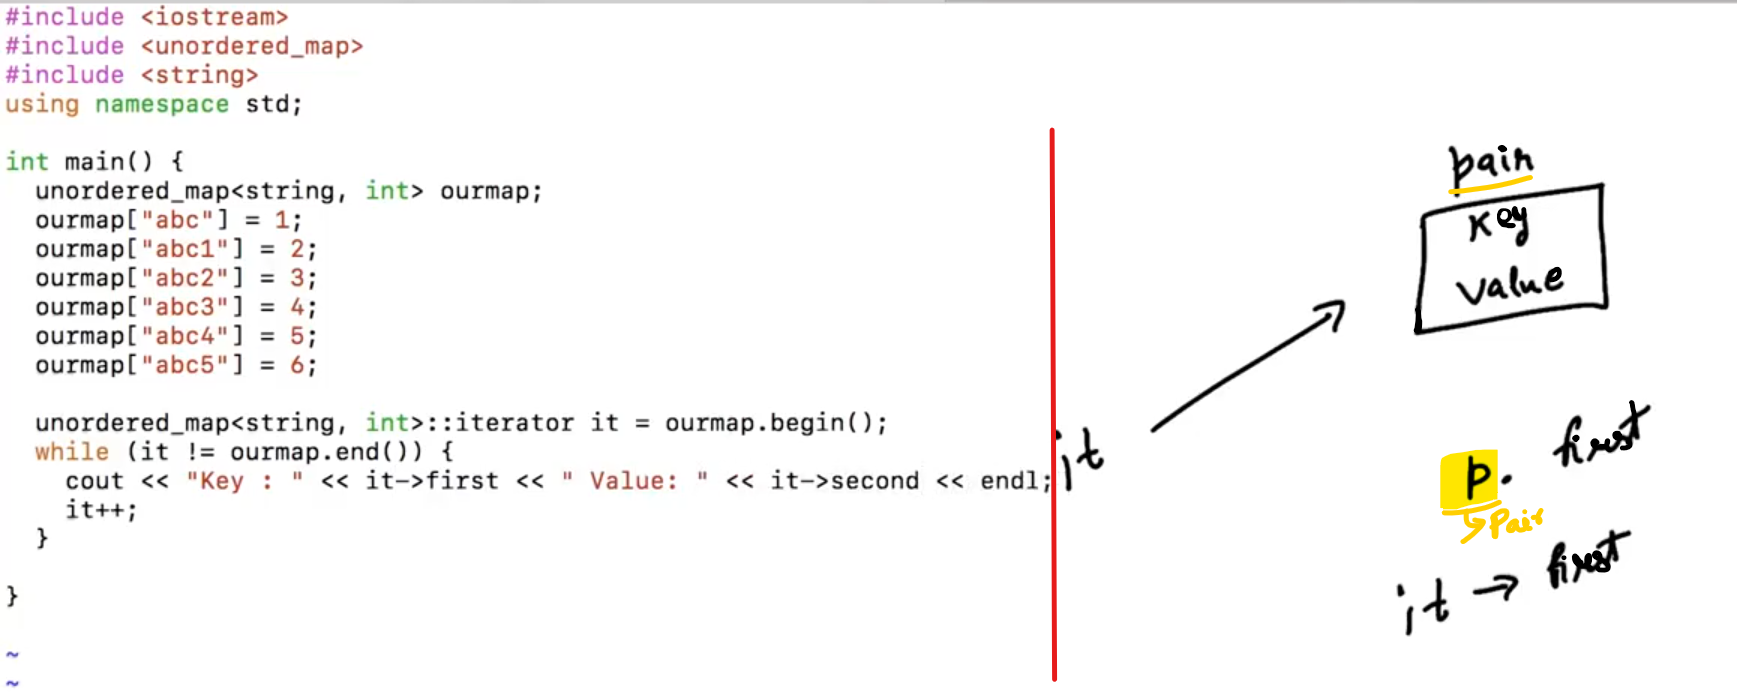 #include <iostream>
#include <unordered_map>
#include <string>
using namespace std;
int main() {
unordered_map<string, int> ourmap;
ourmap["abc"] = 1;
ourmap["abc1"] = 2;
ourmap["abc2"] = 3;
ourmap["abc3"] = 4;
ourmap["abc4"] = 5;
ourmap["abc5"] = 6;
unordered_map<string, int>::iterator it = ourmap.begin();
while (it != ourmap.end()) {
cout << "Key : " << it->first << " Value: " << it->second << endl;
it++;
}
}
~
~
pair
Key
value
it
p. first
↳ Pair
it → first